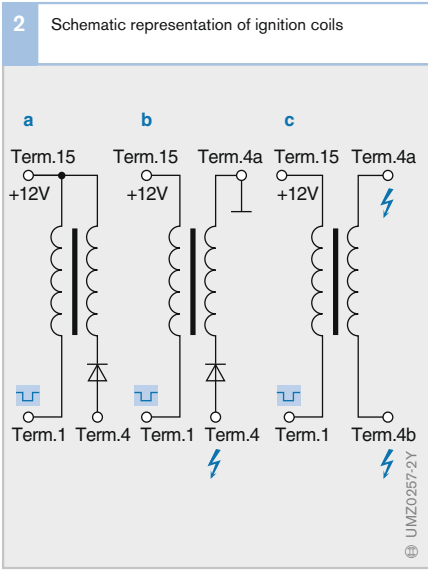 2 Schematic representation of ignition coils
a b c
Term.15 Term.15 Term.4a Term.15 Term.4a
+12V +12V +12V
Term.1 Term.4 Term.1 Term.4 Term.1 Term.4b
UMZ0257-2Y